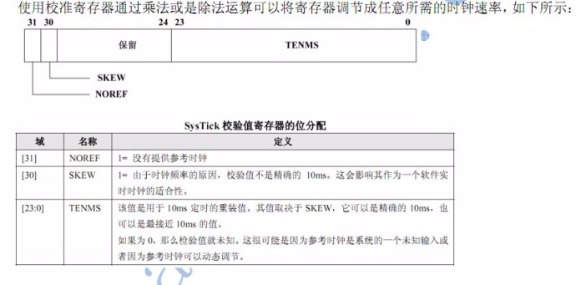 使用校准寄存器通过乘法或是除法运算可以将寄存器调节成任意所需的时钟速率，如下所示：
31 30 24 23 0
保留 TENMS
SKEW
NOREF
SysTick 校验值寄存器的位分配
域 名称 定义
[31] NOREF 1= 没有提供参考时钟
[30] SKEW 1= 由于时钟频率的原因，校验值不是精确的 10ms。这会影响其作为一个软件实
时时钟的适合性。
[23:0] TENMS 该值是用于 10ms 定时的重装值，其值取决于 SKEW，它可以是精确的 10ms，也
可以是最接近 10ms 的值。
如果为 0，那么校验值就未知。这很可能是因为参考时钟是系统的一个未知输入或
者因为参考时钟可以动态调节。